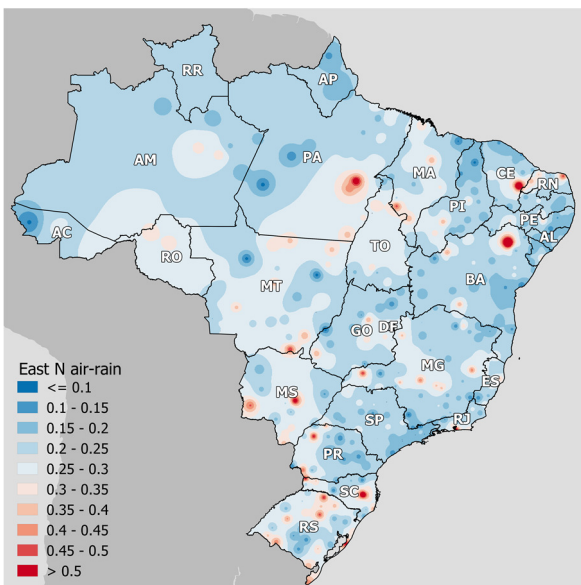 RR
AP
AM
PA
MA
CE
RN
PI
PE
AL
AC
RO
TO
BA
MT
GO
DF
MG
ES
MS
SP
RJ
PR
SC
RS
East N air-rain
<= 0.1
0.1 - 0.15
0.15 - 0.2
0.2 - 0.25
0.25 - 0.3
0.3 - 0.35
0.35 - 0.4
0.4 - 0.45
0.45 - 0.5
> 0.5